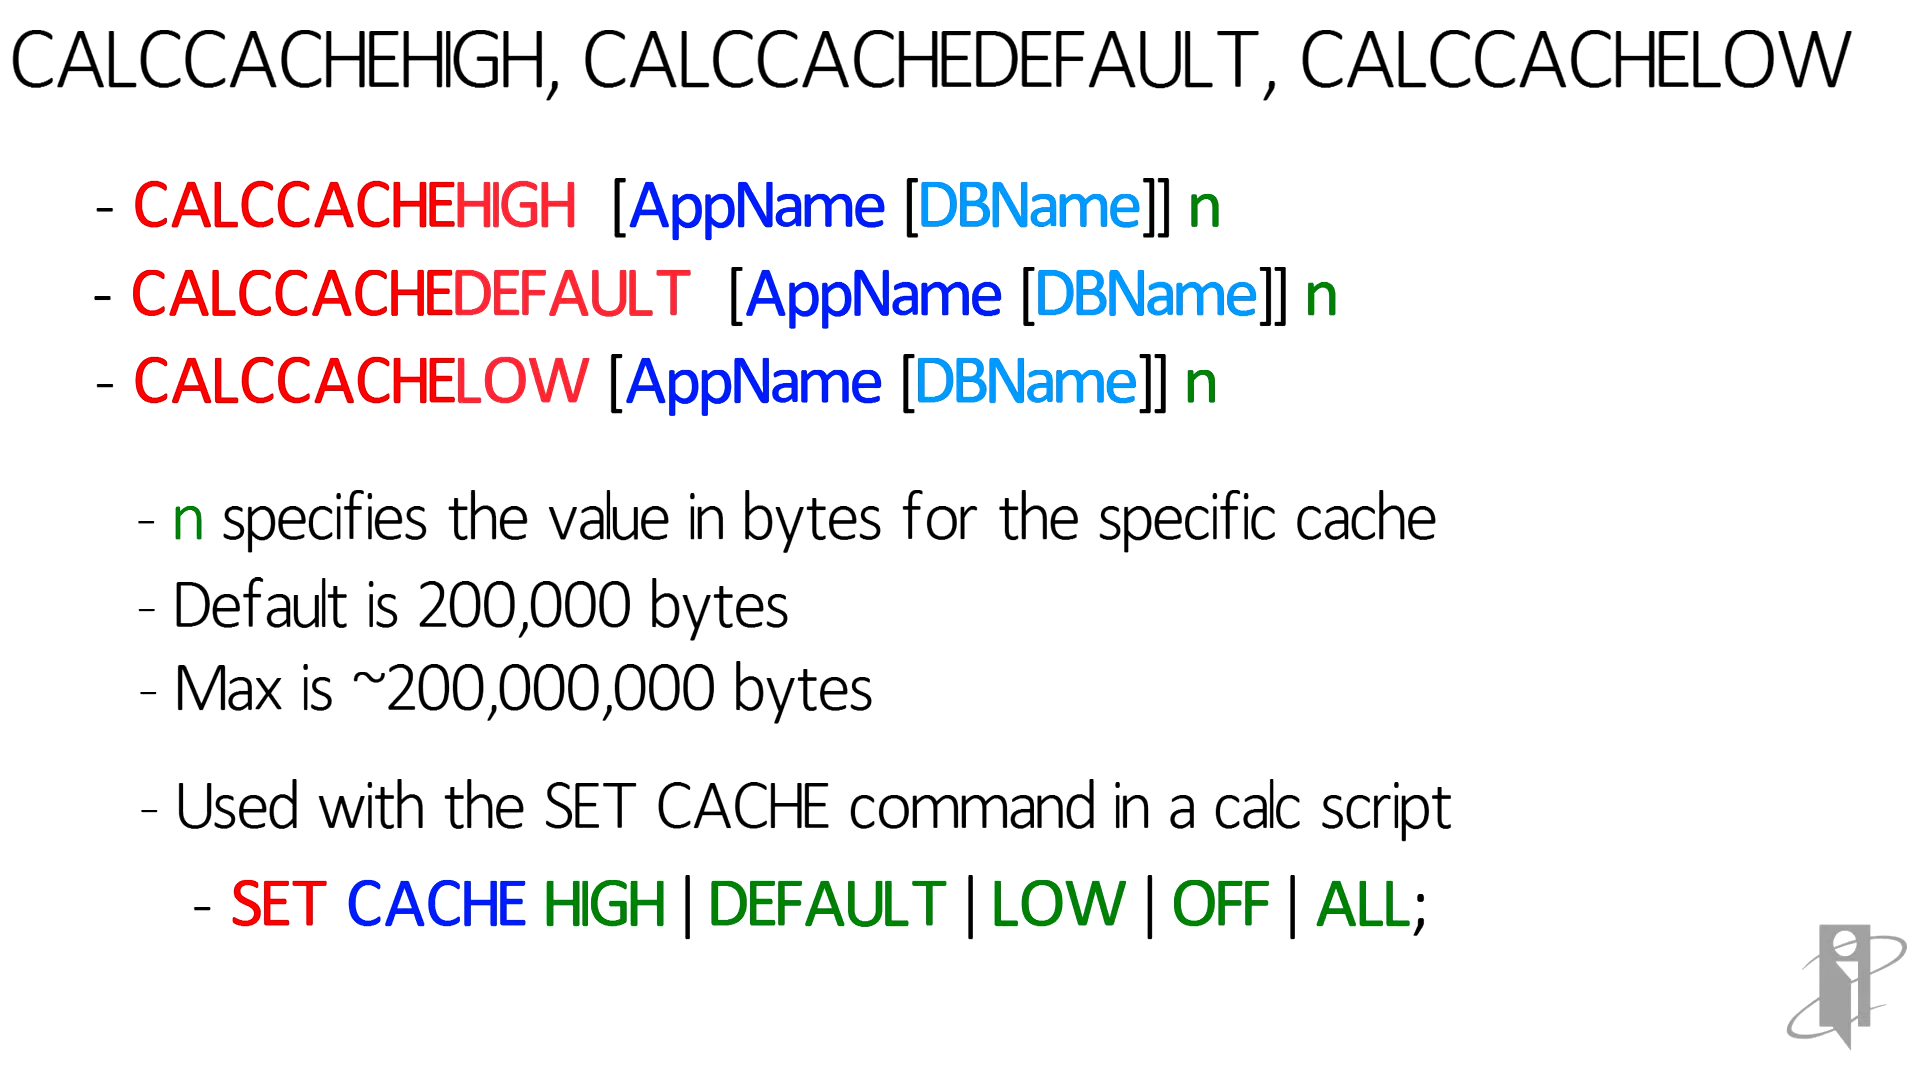 CALCCACHEHIGH, CALCCACHEDEFAULT, CALCCACHELOW
- CALCCACHEHIGH [AppName [DBName]] n
- CALCCACHEDEFAULT [AppName [DBName]] n
- CALCCACHELOW [AppName [DBName]] n
- n specifies the value in bytes for the specific cache
- Default is 200,000 bytes
- Max is ~200,000,000 bytes
- Used with the SET CACHE command in a calc script
- SET CACHE HIGH | DEFAULT | LOW | OFF | ALL;